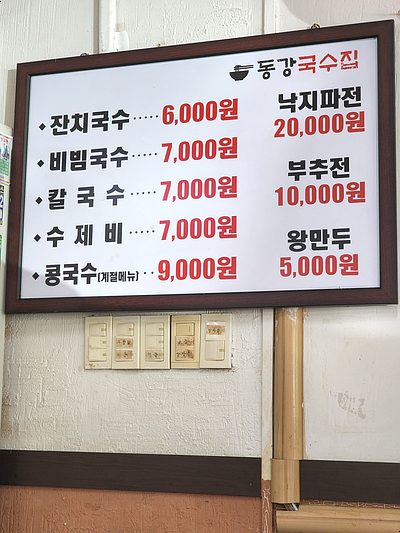 동강국수집
◆ 잔치국수 ····· 6,000원
◆ 비빔국수 ····· 7,000원
◆ 칼국수 ····· 7,000원
◆ 수제비 ····· 7,000원
◆ 콩국수(계절메뉴) ·· 9,000원
낙지파전
20,000원
부추전
10,000원
왕만두
5,000원